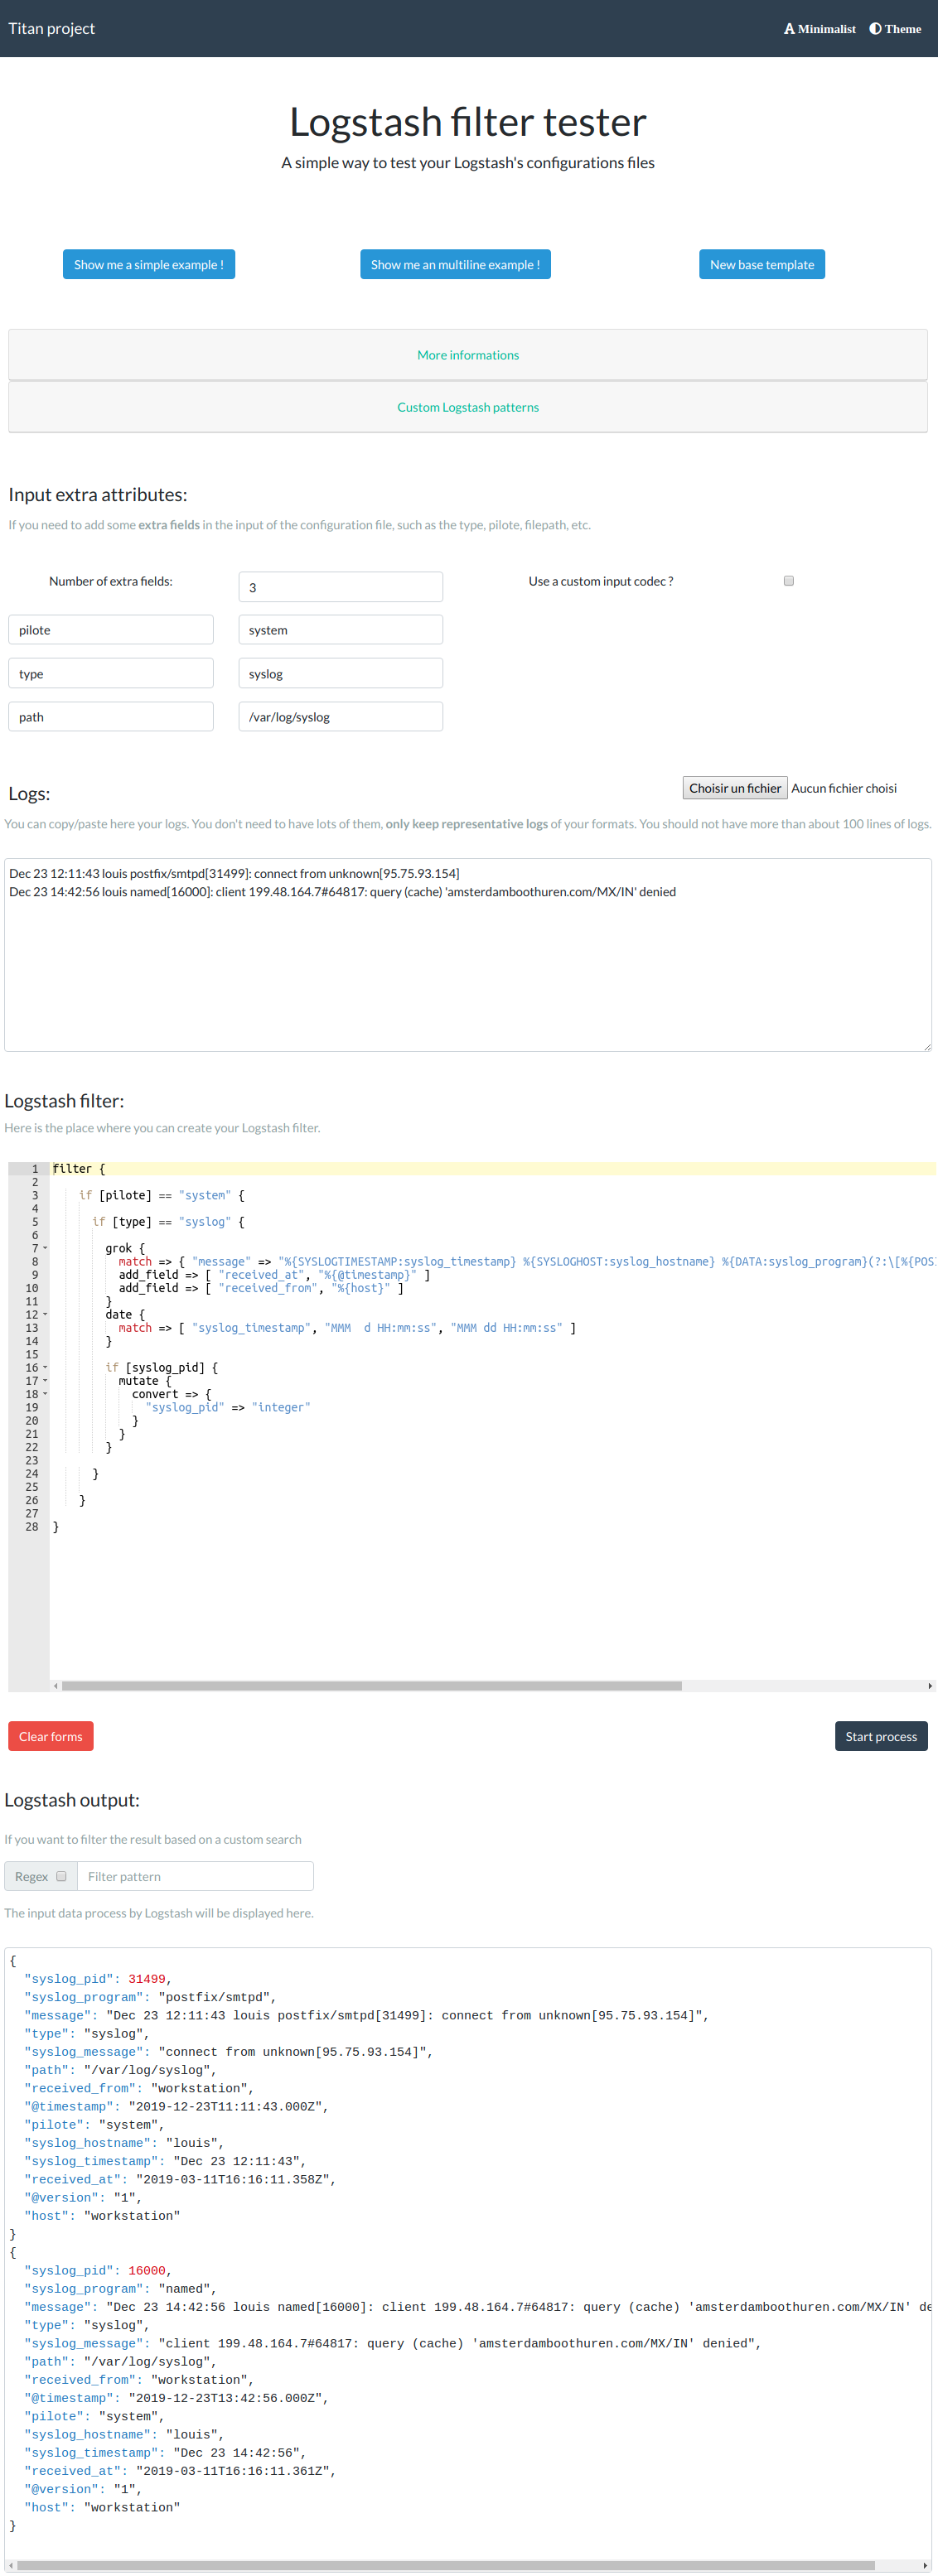 Titan project
Minimalist
Theme
Logstash filter tester
A simple way to test your Logstash's configurations files
Show me a simple example !
Show me an multiline example !
New base template
More informations
Custom Logstash patterns
Input extra attributes:
If you need to add some extra fields in the input of the configuration file, such as the type, pilote, filepath, etc.
Number of extra fields:
3
Use a custom input codec ?
pilote
system
type
syslog
path
/var/log/syslog
Logs:
Choisir un fichier Aucun fichier choisi
You can copy/paste here your logs. You don't need to have lots of them, only keep representative logs of your formats. You should not have more than about 100 lines of logs.
Dec 23 12:11:43 louis postfix/smtpd[31499]: connect from unknown[95.75.93.154]
Dec 23 14:42:56 louis named[16000]: client 199.48.164.7#64817: query (cache) 'amsterdamboothuren.com/MX/IN' denied
Logstash filter:
Here is the place where you can create your Logstash filter.
1 filter {
2
3 if [pilote] == "system" {
4
5 if [type] == "syslog" {
6
7 grok {
8 match => { "message" => "%{SYSLOGTIMESTAMP:syslog_timestamp} %{SYSLOGHOST:syslog_hostname} %{DATA:syslog_program}(?:\[%{POSI
9 add_field => [ "received_at", "%{@timestamp}" ]
10 add_field => [ "received_from", "%{host}" ]
11 }
12 date {
13 match => [ "syslog_timestamp", "MMM  d HH:mm:ss", "MMM dd HH:mm:ss" ]
14 }
15
16 if [syslog_pid] {
17 mutate {
18 convert => {
19 "syslog_pid" => "integer"
20 }
21 }
22 }
23
24 }
25
26 }
27
28 }
Clear forms
Start process
Logstash output:
If you want to filter the result based on a custom search
Regex
Filter pattern
The input data process by Logstash will be displayed here.
{
"syslog_pid": 31499,
"syslog_program": "postfix/smtpd",
"message": "Dec 23 12:11:43 louis postfix/smtpd[31499]: connect from unknown[95.75.93.154]",
"type": "syslog",
"syslog_message": "connect from unknown[95.75.93.154]",
"path": "/var/log/syslog",
"received_from": "workstation",
"@timestamp": "2019-12-23T11:11:43.000Z",
"pilote": "system",
"syslog_hostname": "louis",
"syslog_timestamp": "Dec 23 12:11:43",
"received_at": "2019-03-11T16:16:11.358Z",
"@version": "1",
"host": "workstation"
}
{
"syslog_pid": 16000,
"syslog_program": "named",
"message": "Dec 23 14:42:56 louis named[16000]: client 199.48.164.7#64817: query (cache) 'amsterdamboothuren.com/MX/IN' de
"type": "syslog",
"syslog_message": "client 199.48.164.7#64817: query (cache) 'amsterdamboothuren.com/MX/IN' denied",
"path": "/var/log/syslog",
"received_from": "workstation",
"@timestamp": "2019-12-23T13:42:56.000Z",
"pilote": "system",
"syslog_hostname": "louis",
"syslog_timestamp": "Dec 23 14:42:56",
"received_at": "2019-03-11T16:16:11.361Z",
"@version": "1",
"host": "workstation"
}